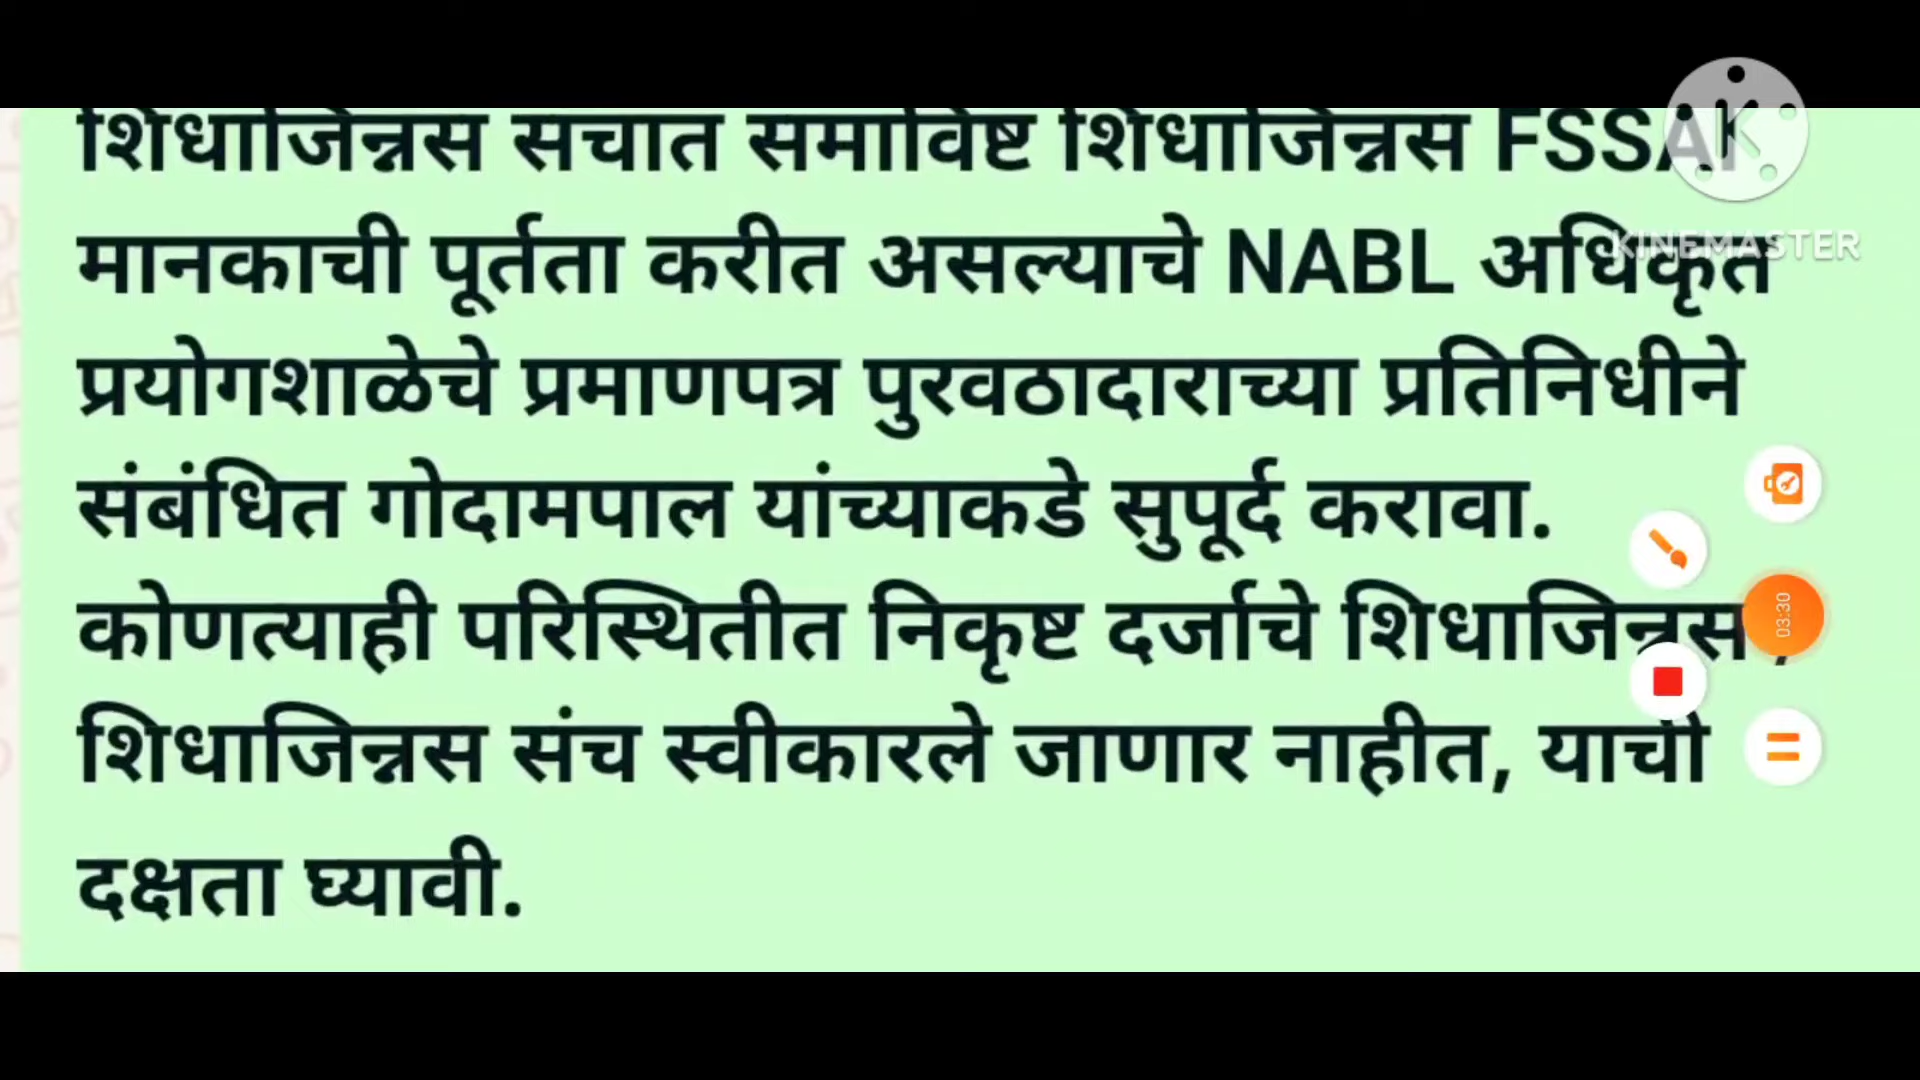 शिधाजिन्नस संचात समाविष्ट शिधाजिन्नस FSSAI
KINEMASTER
मानकाची पूर्तता करीत असल्याचे NABL अधिकृत
प्रयोगशाळेचे प्रमाणपत्र पुरवठादाराच्या प्रतिनिधीने
संबंधित गोदामपाल यांच्याकडे सुपूर्द करावा.
कोणत्याही परिस्थितीत निकृष्ट दर्जाचे शिधाजिन्नस ,
03:30
शिधाजिन्नस संच स्वीकारले जाणार नाहीत, याची
दक्षता घ्यावी.